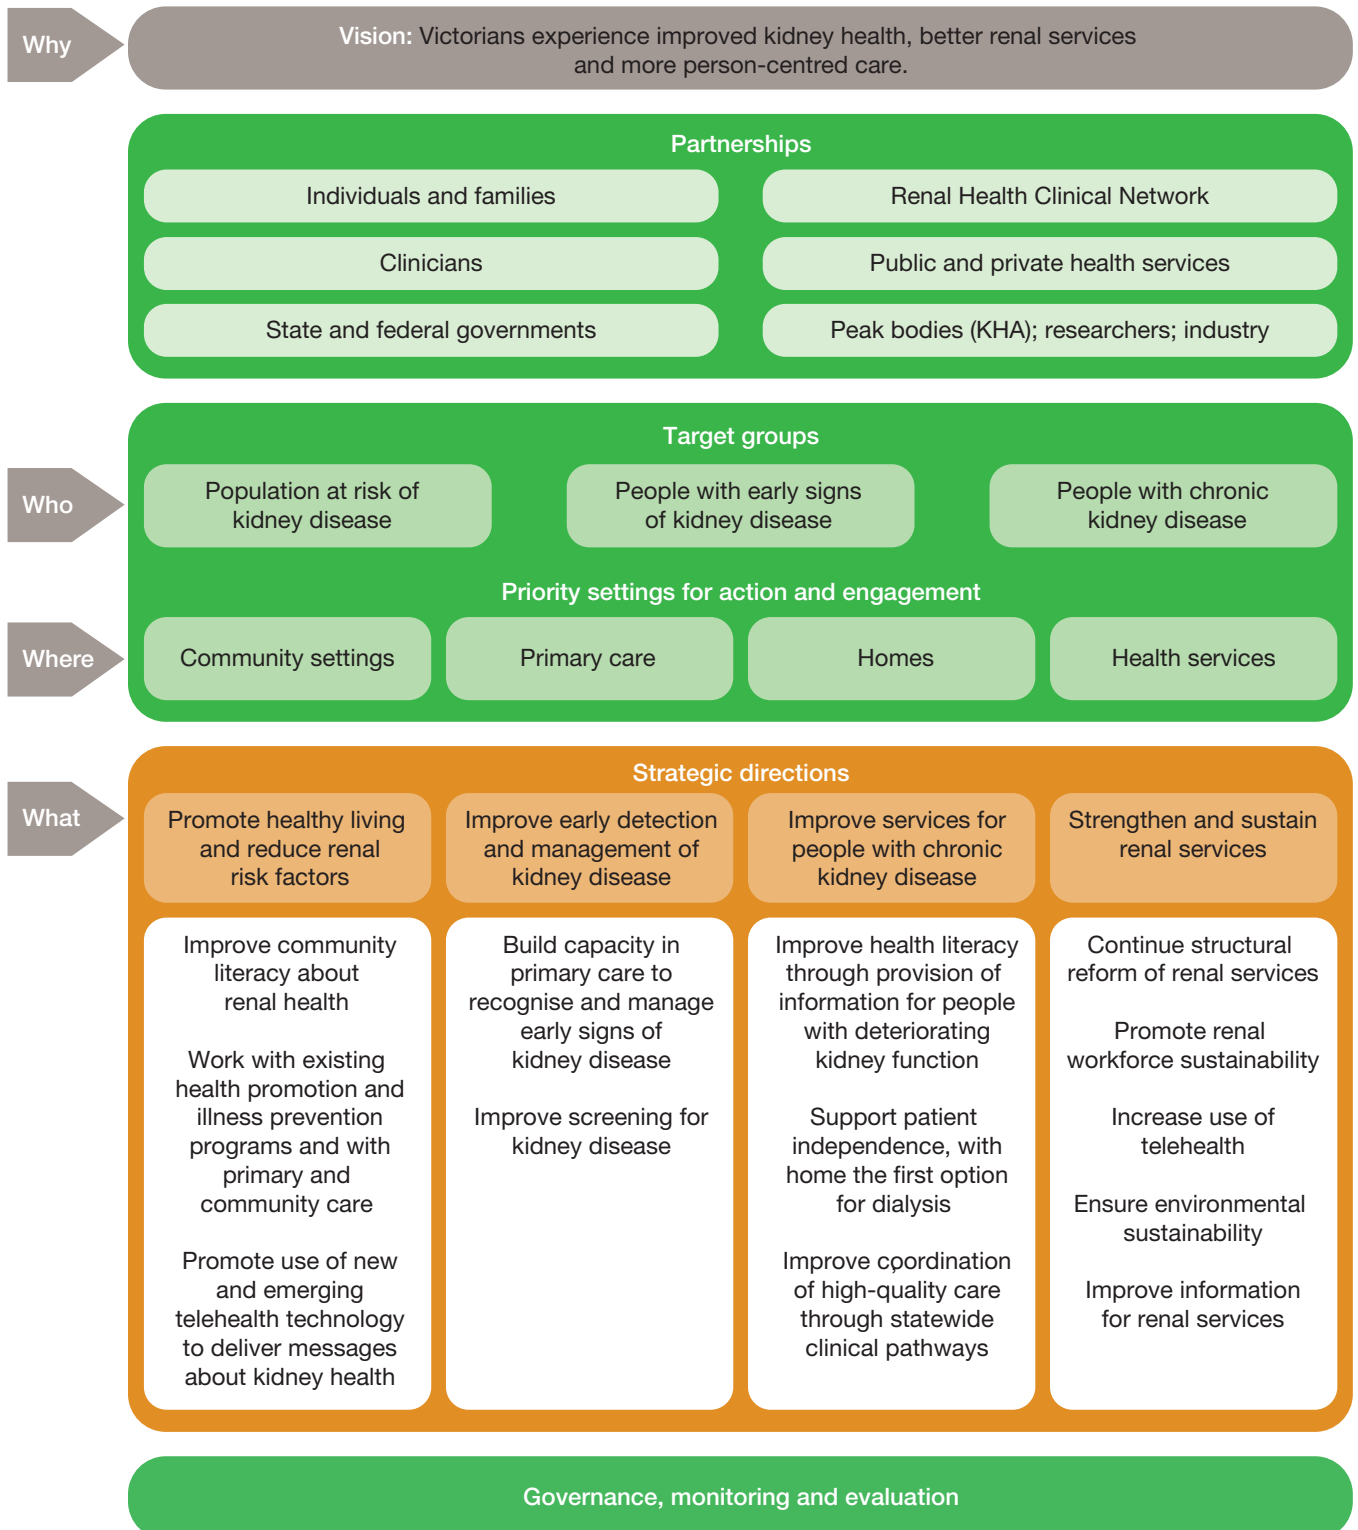 Why
Vision: Victorians experience improved kidney health, better renal services
and more person-centred care.
Partnerships
Individuals and families
Renal Health Clinical Network
Clinicians
Public and private health services
State and federal governments
Peak bodies (KHA); researchers; industry
Target groups
Who
Population at risk of
kidney disease
People with early signs
of kidney disease
People with chronic
kidney disease
Priority settings for action and engagement
Where
Community settings
Primary care
Homes
Health services
Strategic directions
What
Promote healthy living
and reduce renal
risk factors
Improve early detection
and management of
kidney disease
Improve services for
people with chronic
kidney disease
Strengthen and sustain
renal services
Improve community
literacy about
renal health
Work with existing
health promotion and
illness prevention
programs and with
primary and
community care
Promote use of new
and emerging
telehealth technology
to deliver messages
about kidney health
Build capacity in
primary care to
recognise and manage
early signs of
kidney disease
Improve screening for
kidney disease
Improve health literacy
through provision of
information for people
with deteriorating
kidney function
Support patient
independence, with
home the first option
for dialysis
Improve coordination
of high-quality care
through statewide
clinical pathways
Continue structural
reform of renal services
Promote renal
workforce sustainability
Increase use of
telehealth
Ensure environmental
sustainability
Improve information
for renal services
Governance, monitoring and evaluation